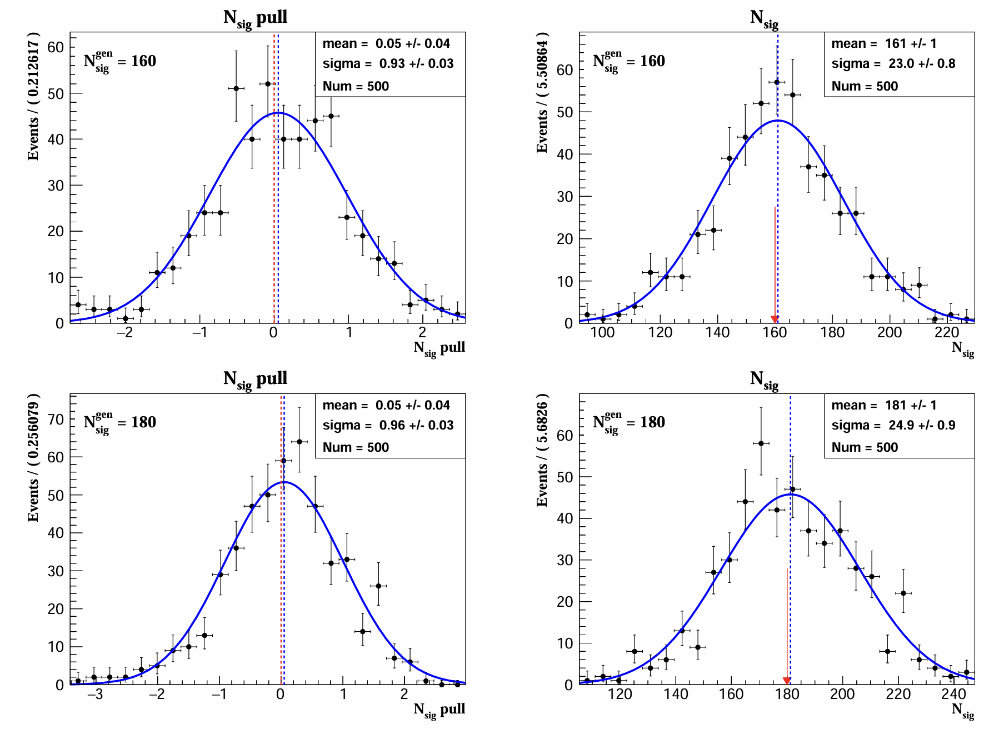 N_sig pull
Events / ( 0.212617 )
N_sig^gen = 160
mean = 0.05 +/- 0.04
sigma = 0.93 +/- 0.03
Num = 500
60
50
40
30
20
10
0
−2 −1 0 1 2
N_sig pull
N_sig
Events / ( 5.50864 )
N_sig^gen = 160
mean = 161 +/- 1
sigma = 23.0 +/- 0.8
Num = 500
60
50
40
30
20
10
0
100 120 140 160 180 200 220
N_sig
N_sig pull
Events / ( 0.256079 )
N_sig^gen = 180
mean = 0.05 +/- 0.04
sigma = 0.96 +/- 0.03
Num = 500
70
60
50
40
30
20
10
0
−3 −2 −1 0 1 2
N_sig pull
N_sig
Events / ( 5.6826 )
N_sig^gen = 180
mean = 181 +/- 1
sigma = 24.9 +/- 0.9
Num = 500
60
50
40
30
20
10
0
120 140 160 180 200 220 240
N_sig